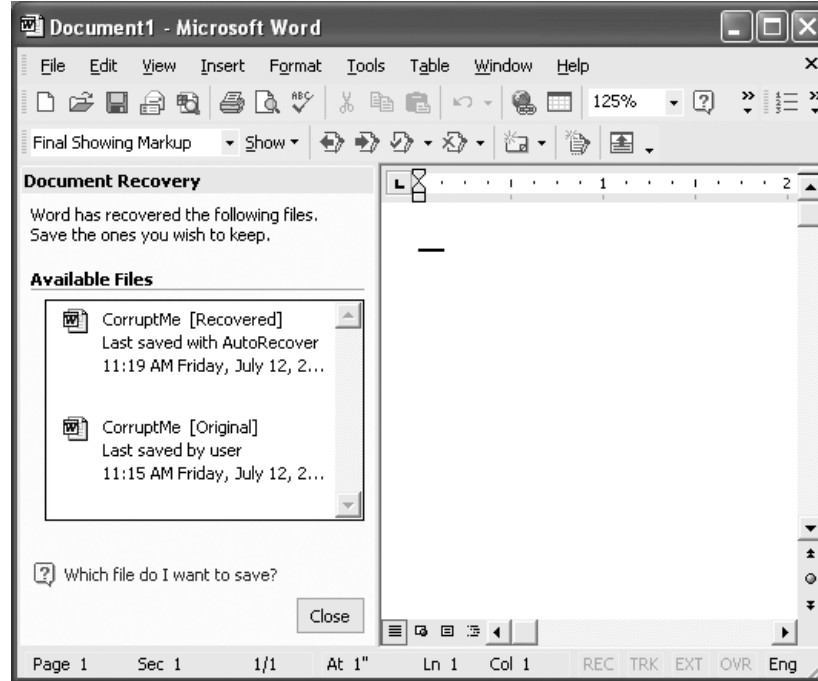 Document1 - Microsoft Word
File Edit View Insert Format Tools Table Window Help
125%
Final Showing Markup Show
Document Recovery
Word has recovered the following files.
Save the ones you wish to keep.
Available Files
CorruptMe [Recovered]
Last saved with AutoRecover
11:19 AM Friday, July 12, 2...
CorruptMe [Original]
Last saved by user
11:15 AM Friday, July 12, 2...
Which file do I want to save?
Close
1 2
Page 1 Sec 1 1/1 At 1" Ln 1 Col 1 REC TRK EXT OVR Eng